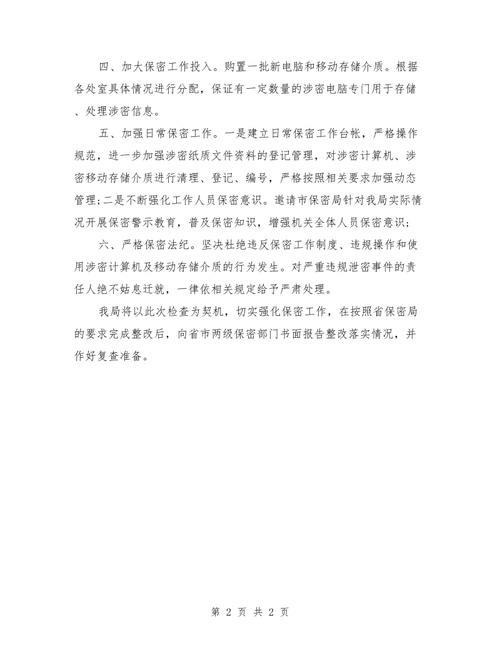 四、加大保密工作投入。购置一批新电脑和移动存储介质。根据
各处室具体情况进行分配，保证有一定数量的涉密电脑专门用于存储
、处理涉密信息。
五、加强日常保密工作。一是建立日常保密工作台帐，严格操作
规范，进一步加强涉密纸质文件资料的登记管理，对涉密计算机、涉
密移动存储介质进行清理、登记、编号，严格按照相关要求加强动态
管理;二是不断强化工作人员保密意识。邀请市保密局针对我局实际情
况开展保密警示教育，普及保密知识，增强机关全体人员保密意识;
六、严格保密法纪。坚决杜绝违反保密工作制度、违规操作和使
用涉密计算机及移动存储介质的行为发生。对严重违规泄密事件的责
任人绝不姑息迁就，一律依相关规定给予严肃处理。
我局将以此次检查为契机，切实强化保密工作，在按照省保密局
的要求完成整改后，向省市两级保密部门书面报告整改落实情况，并
作好复查准备。
第 2 页 共 2 页